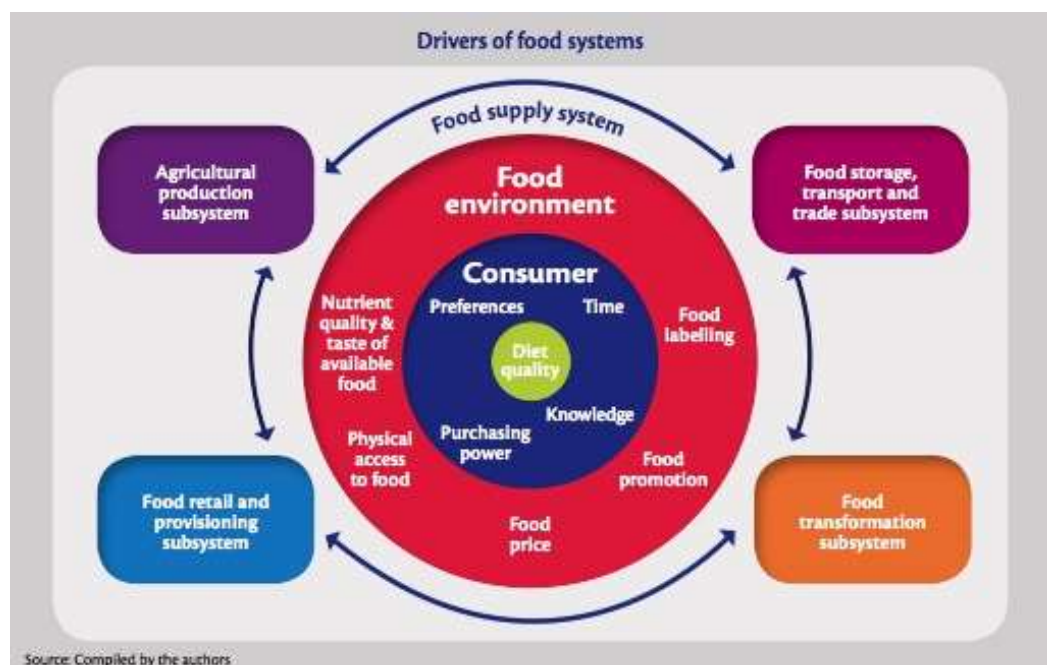 Drivers of food systems
Food supply system
Agricultural
production
subsystem
Food storage,
transport and
trade subsystem
Food
environment
Consumer
Preferences
Time
Nutrient
quality &
taste of
available
food
Food
labelling
Diet
quality
Knowledge
Purchasing
power
Physical
access
to food
Food
promotion
Food
price
Food retail and
provisioning
subsystem
Food
transformation
subsystem
Source: Compiled by the authors